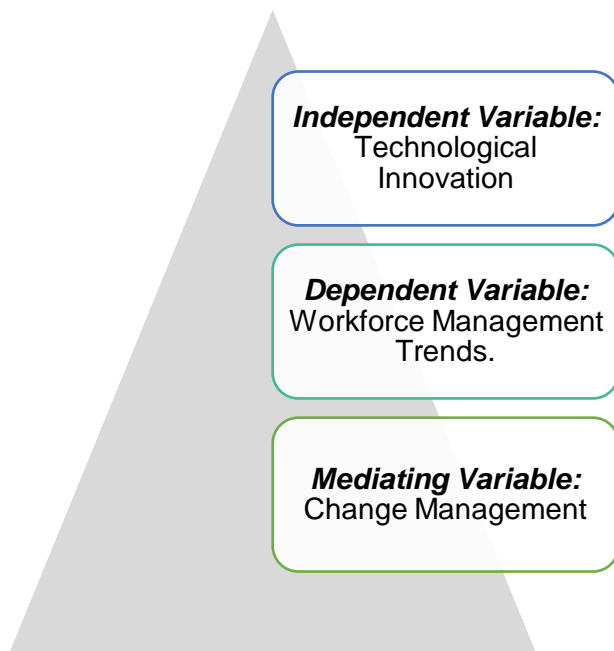 Independent Variable:
Technological
Innovation
Dependent Variable:
Workforce Management
Trends.
Mediating Variable:
Change Management